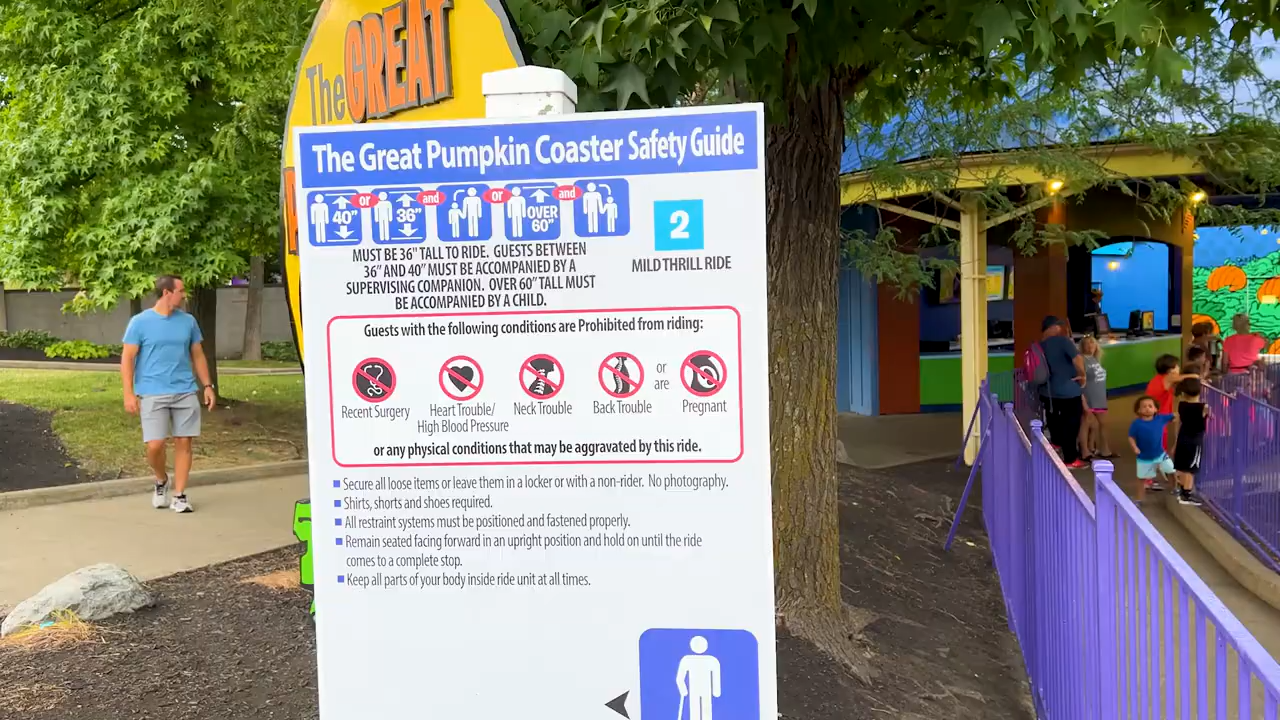 The GREAT
The Great Pumpkin Coaster Safety Guide
40" or 36" and or OVER 60" and
2
MILD THRILL RIDE
MUST BE 36" TALL TO RIDE. GUESTS BETWEEN
36" AND 40" MUST BE ACCOMPANIED BY A
SUPERVISING COMPANION. OVER 60" TALL MUST
BE ACCOMPANIED BY A CHILD.
Guests with the following conditions are Prohibited from riding:
Recent Surgery
Heart Trouble/
High Blood Pressure
Neck Trouble
Back Trouble
or
are
Pregnant
or any physical conditions that may be aggravated by this ride.
Secure all loose items or leave them in a locker or with a non-rider. No photography.
Shirts, shorts and shoes required.
All restraint systems must be positioned and fastened properly.
Remain seated facing forward in an upright position and hold on until the ride
comes to a complete stop.
Keep all parts of your body inside ride unit at all times.